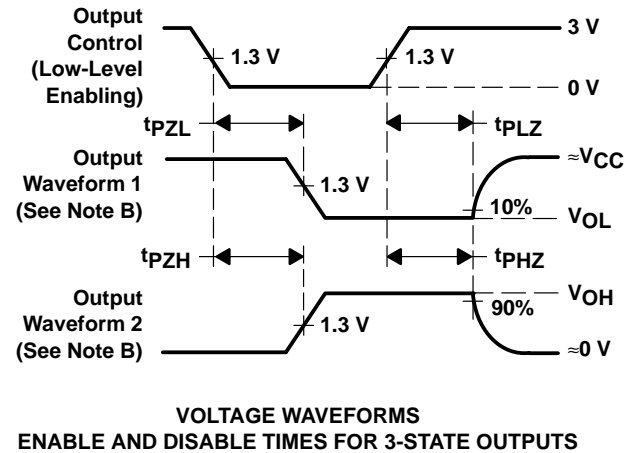 Output
Control
(Low-Level
Enabling)
1.3 V
1.3 V
3 V
0 V
tPZL
tPLZ
Output
Waveform 1
(See Note B)
1.3 V
≈VCC
10%
VOL
tPZH
tPHZ
Output
Waveform 2
(See Note B)
1.3 V
VOH
90%
≈0 V
VOLTAGE WAVEFORMS
ENABLE AND DISABLE TIMES FOR 3-STATE OUTPUTS